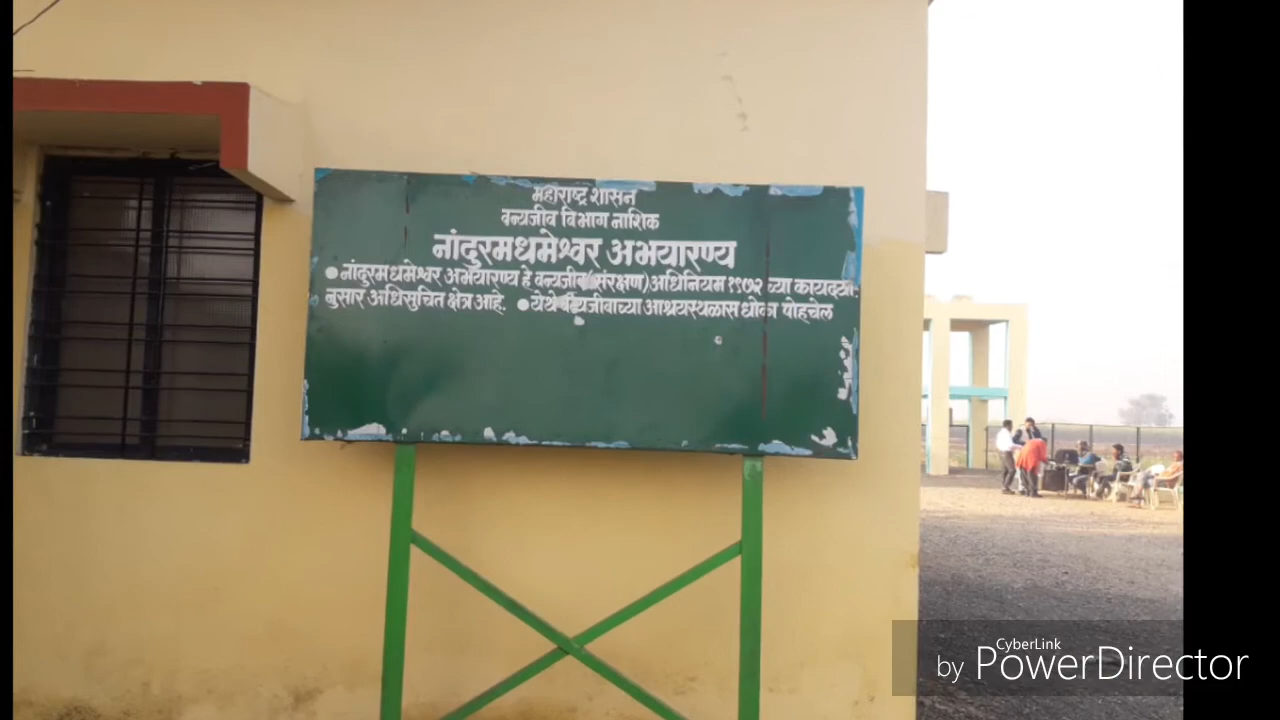 महाराष्ट्र शासन
वन्यजीव विभाग नाशिक
नांदुरमधमेश्वर अभयारण्य
● नांदुरमधमेश्वर अभयारण्य हे वन्यजीव (संरक्षण) अधिनियम १९७२ च्या कायद्या.
नुसार अधिसुचित क्षेत्र आहे. ● येथे वन्यजीवाच्या आश्रयस्थळास धोका पोहचेल
CyberLink
by PowerDirector